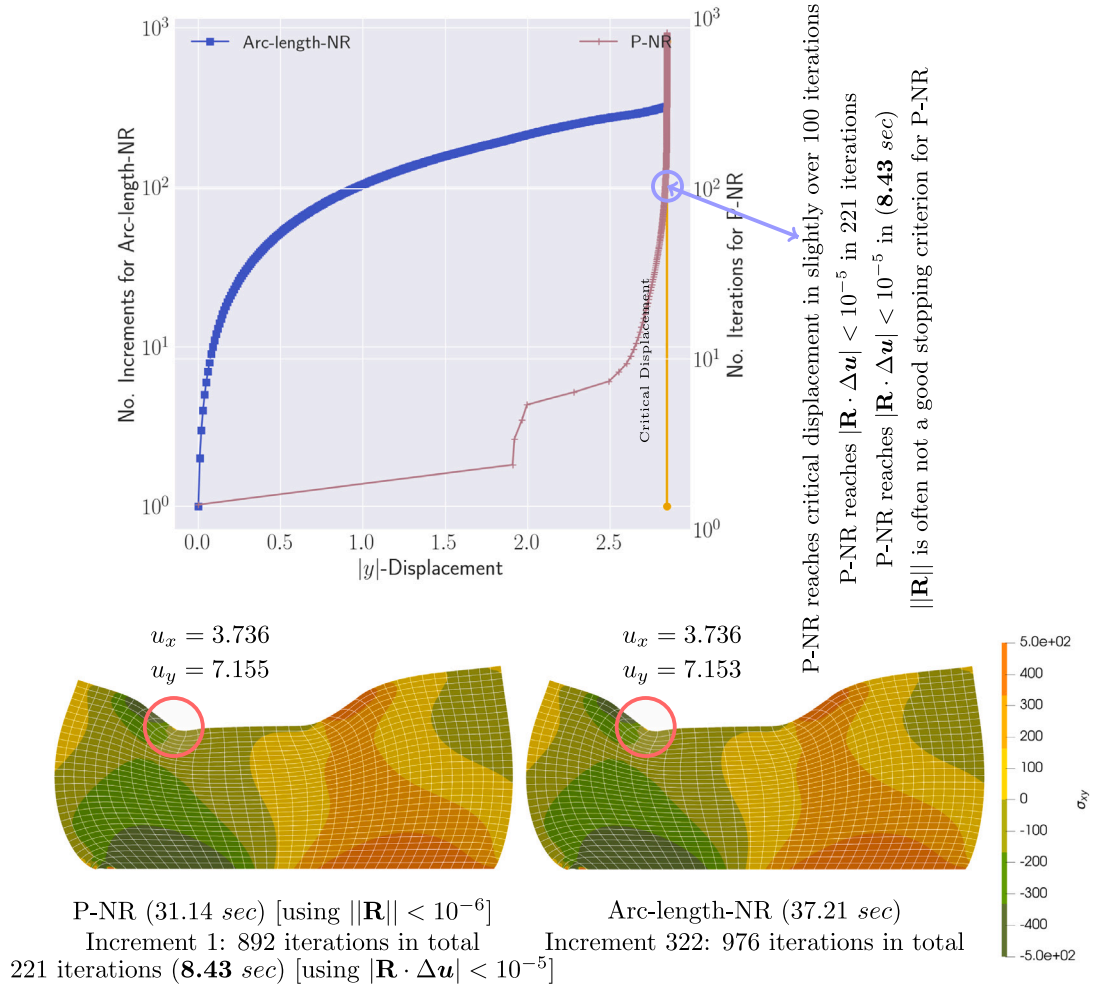 Arc-length-NR
P-NR
No. Increments for Arc-length-NR
10³
10²
10¹
10⁰
0.0 0.5 1.0 1.5 2.0 2.5
|y|-Displacement
Critical Displacement
10³
10²
10¹
10⁰
No. Iterations for P-NR
P-NR reaches critical displacement in slightly over 100 iterations
P-NR reaches |R · Δu| < 10⁻⁵ in 221 iterations
P-NR reaches |R · Δu| < 10⁻⁵ in (8.43 sec)
||R|| is often not a good stopping criterion for P-NR
u_x = 3.736
u_y = 7.155
u_x = 3.736
u_y = 7.153
5.0e+02
400
300
200
100
0
-100
-200
-300
-400
-5.0e+02
σ_xy
P-NR (31.14 sec) [using ||R|| < 10⁻⁶]
Increment 1: 892 iterations in total
221 iterations (8.43 sec) [using |R · Δu| < 10⁻⁵]
Arc-length-NR (37.21 sec)
Increment 322: 976 iterations in total